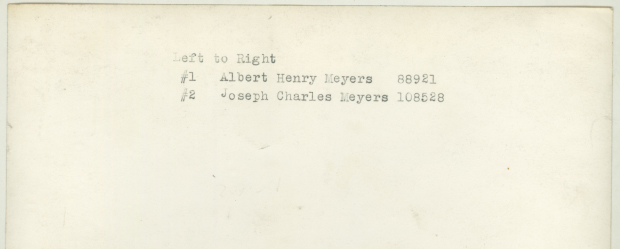 Left to Right
#1 Albert Henry Meyers 88921
#2 Joseph Charles Meyers 108528